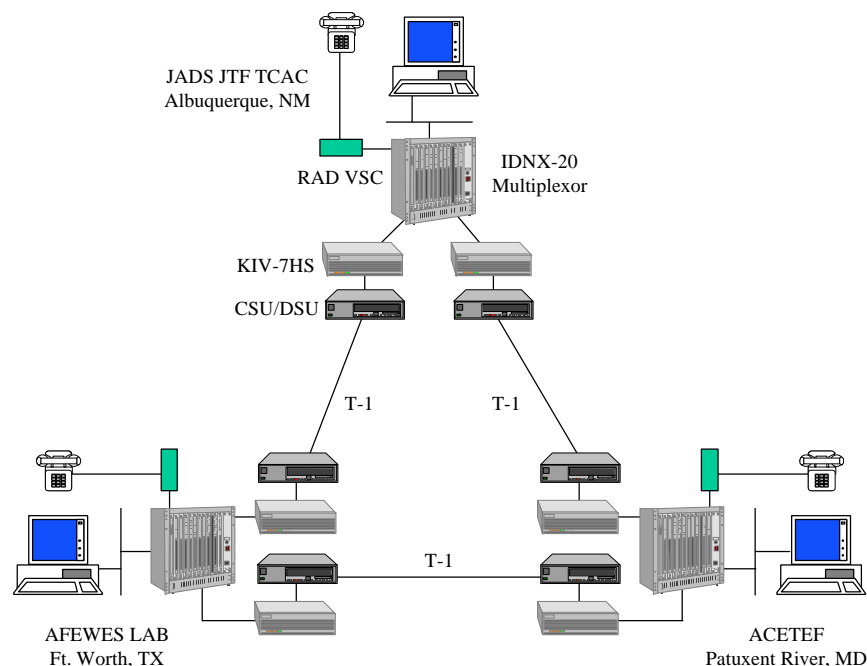 JADS JTF TCAC
Albuquerque, NM
RAD VSC
IDNX-20
Multiplexor
KIV-7HS
CSU/DSU
T-1
T-1
T-1
AFEWES LAB
Ft. Worth, TX
ACETEF
Patuxent River, MD